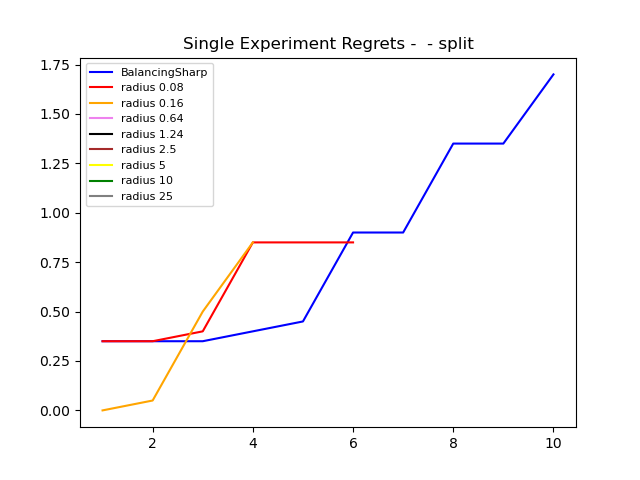 Single Experiment Regrets -  - split
1.75
1.50
1.25
1.00
0.75
0.50
0.25
0.00
BalancingSharp
radius 0.08
radius 0.16
radius 0.64
radius 1.24
radius 2.5
radius 5
radius 10
radius 25
2 4 6 8 10